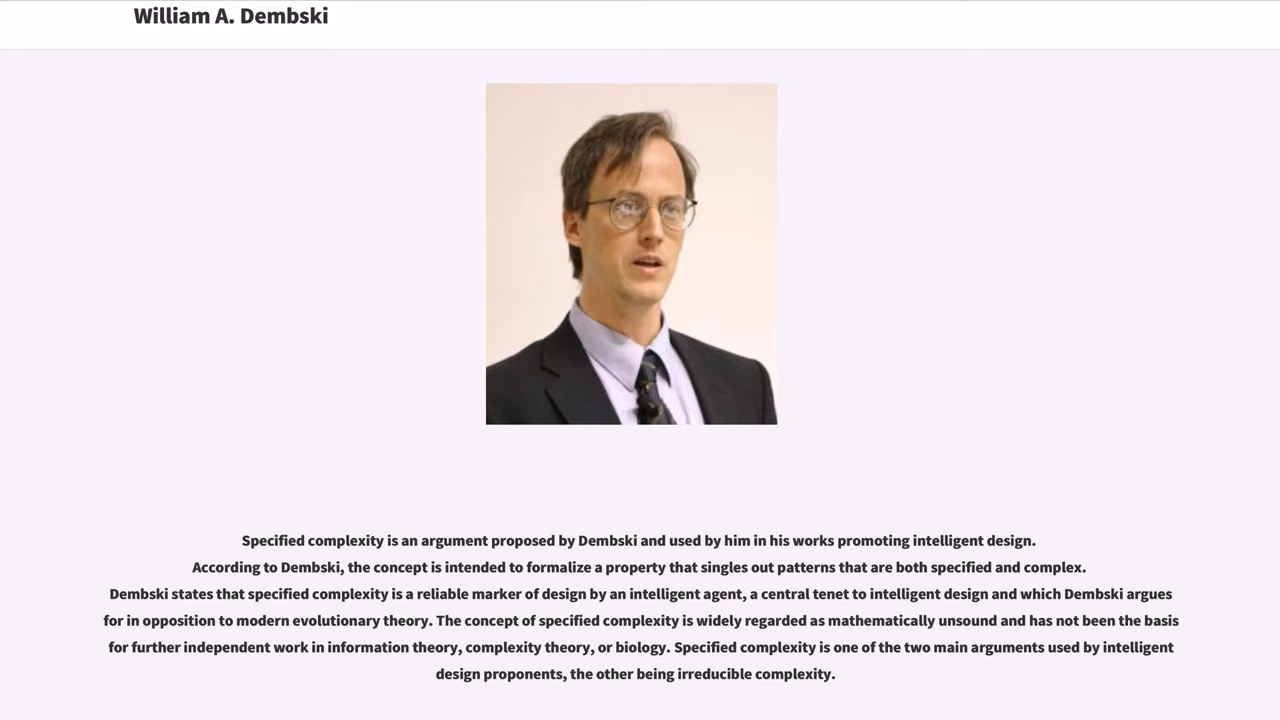 William A. Dembski
Specified complexity is an argument proposed by Dembski and used by him in his works promoting intelligent design.
According to Dembski, the concept is intended to formalize a property that singles out patterns that are both specified and complex.
Dembski states that specified complexity is a reliable marker of design by an intelligent agent, a central tenet to intelligent design and which Dembski argues
for in opposition to modern evolutionary theory. The concept of specified complexity is widely regarded as mathematically unsound and has not been the basis
for further independent work in information theory, complexity theory, or biology. Specified complexity is one of the two main arguments used by intelligent
design proponents, the other being irreducible complexity.